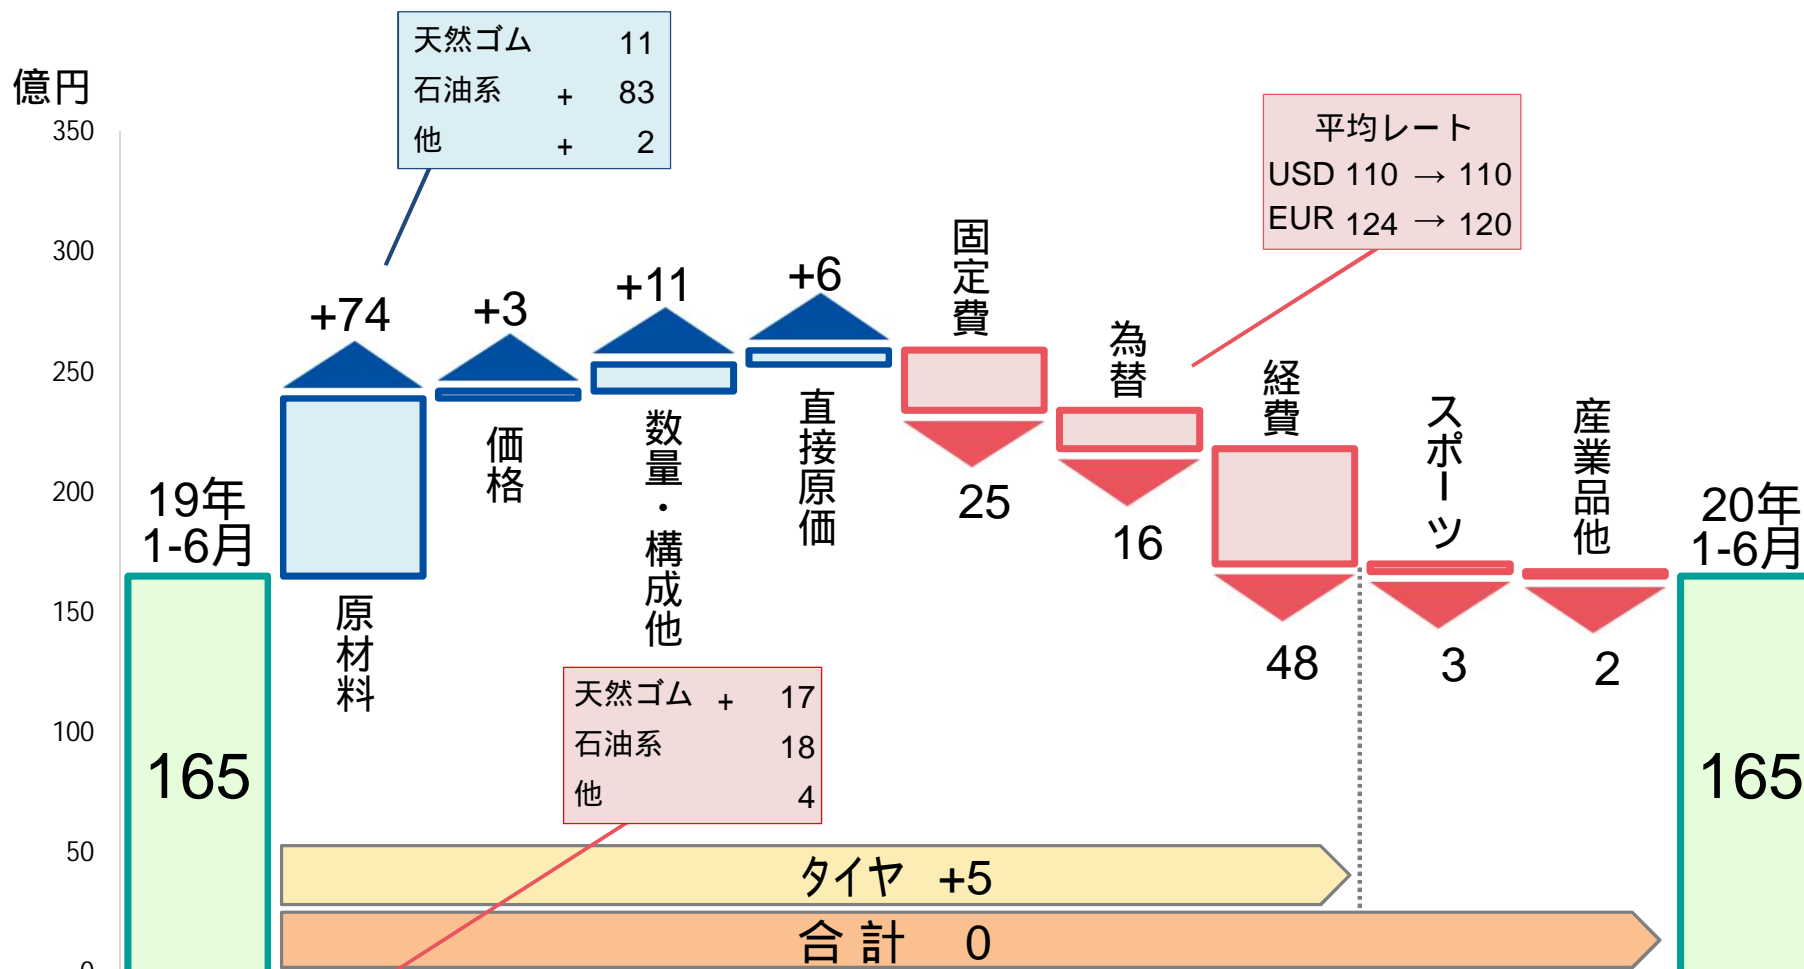 天然ゴム 11
石油系 + 83
他 + 2
億円
350
300
250
200
150
100
50
0
平均レート
USD 110 → 110
EUR 124 → 120
+74
+3
+11
+6
固定費
為替
経費
スポーツ
産業品他
原材料
価格
数量・構成他
直接原価
25
16
48
3
2
19年
1-6月
165
20年
1-6月
165
天然ゴム + 17
石油系 18
他 4
タイヤ +5
合計 0